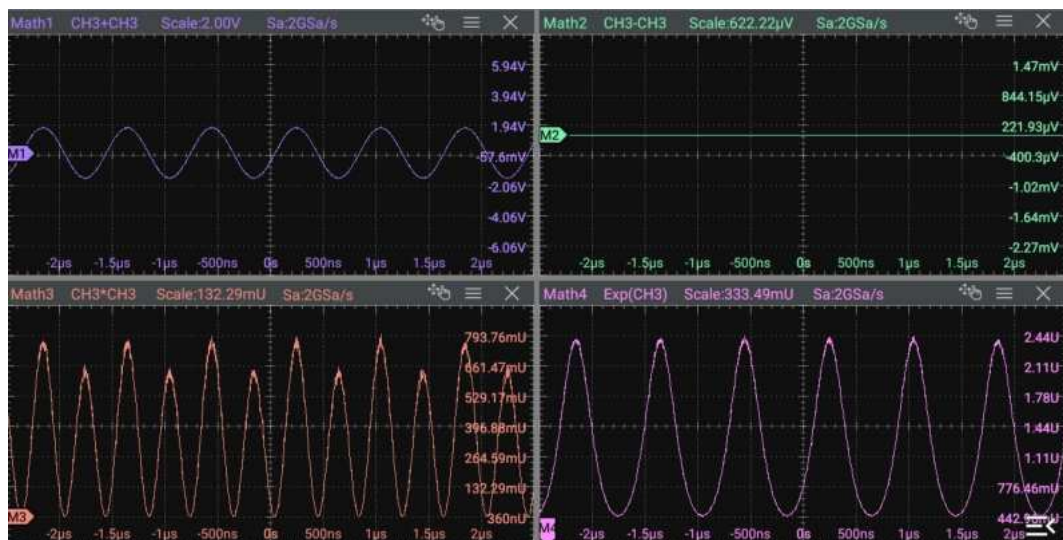 Math1 CH3+CH3 Scale:2.00V Sa:2GSa/s
5.94V
3.94V
1.94V
M1
-57.6mV
-2.06V
-4.06V
-6.06V
-2µs -1.5µs -1µs -500ns 0s 500ns 1µs 1.5µs 2µs
Math2 CH3-CH3 Scale:622.22µV Sa:2GSa/s
1.47mV
844.15µV
221.93µV
M2
-400.3µV
-1.02mV
-1.64mV
-2.27mV
-2µs -1.5µs -1µs -500ns 0s 500ns 1µs 1.5µs 2µs
Math3 CH3*CH3 Scale:132.29mU Sa:2GSa/s
793.76mU
661.47mU
529.17mU
396.88mU
264.59mU
132.29mU
M3 360nU
-2µs -1.5µs -1µs -500ns 0s 500ns 1µs 1.5µs 2µs
Math4 Exp(CH3) Scale:333.49mU Sa:2GSa/s
2.44U
2.11U
1.78U
1.44U
1.11U
776.46mU
M4
-2µs -1.5µs -1µs -500ns 0s 500ns 1µs 1.5µs 2µs